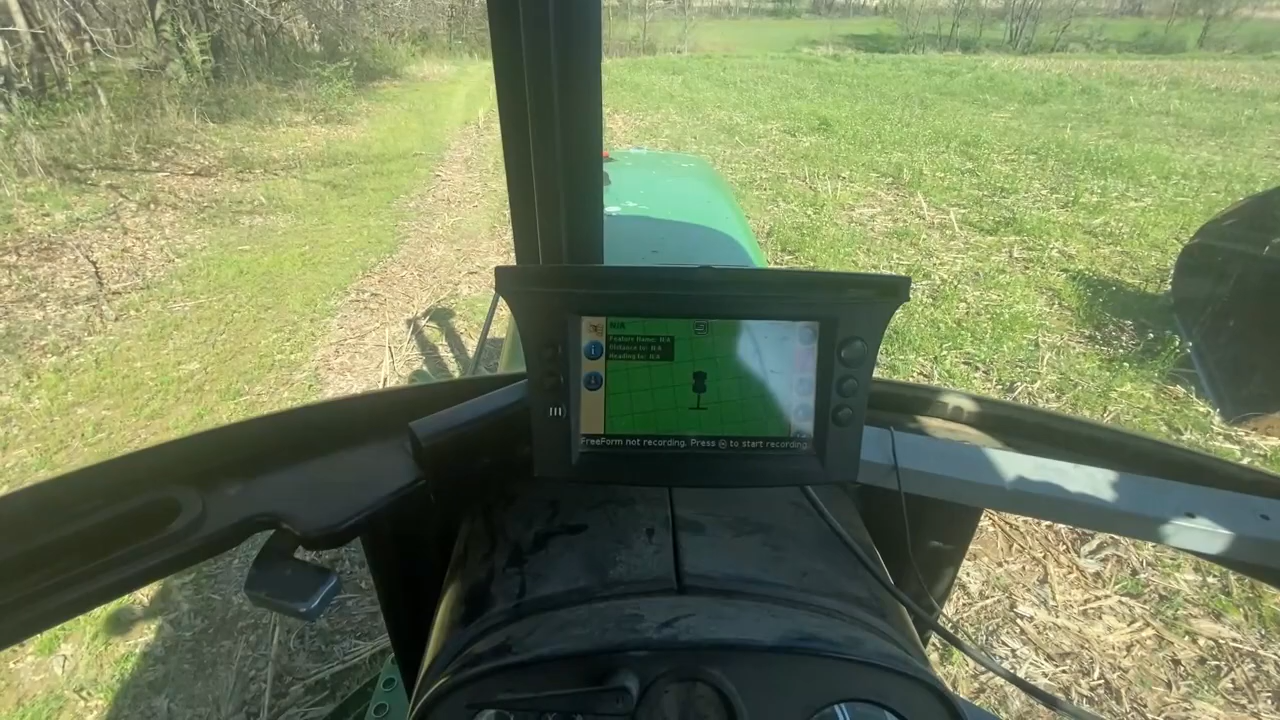 N/A
Feature Name: N/A
Distance to: N/A
Heading to: N/A
FreeForm not recording. Press to start recording